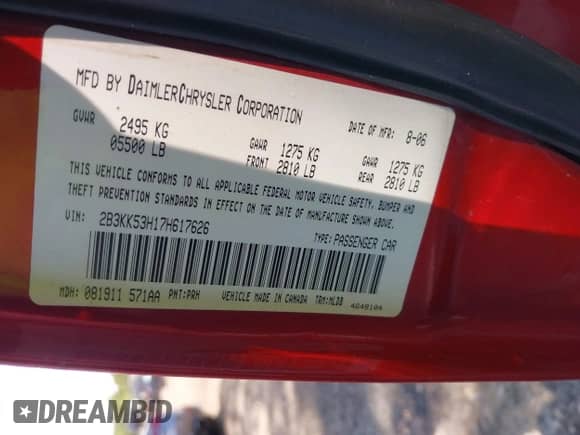 MFD BY DAIMLERCHRYSLER CORPORATION DATE OF MFR: 8-06
GVWR 2495 KG GAWR 1275 KG GAWR 1275 KG
05500 LB FRONT 2810 LB REAR 2810 LB
THIS VEHICLE CONFORMS TO ALL APPLICABLE FEDERAL MOTOR VEHICLE SAFETY, BUMPER AND
THEFT PREVENTION STANDARDS IN EFFECT ON THE DATE OF MANUFACTURE SHOWN ABOVE.
VIN: 2B3KK53H17H617626 TYPE: PASSENGER CAR
MDH: 081911 571AA PNT: PRH VEHICLE MADE IN CANADA TRM: MLDB 4648104
DREAMBID